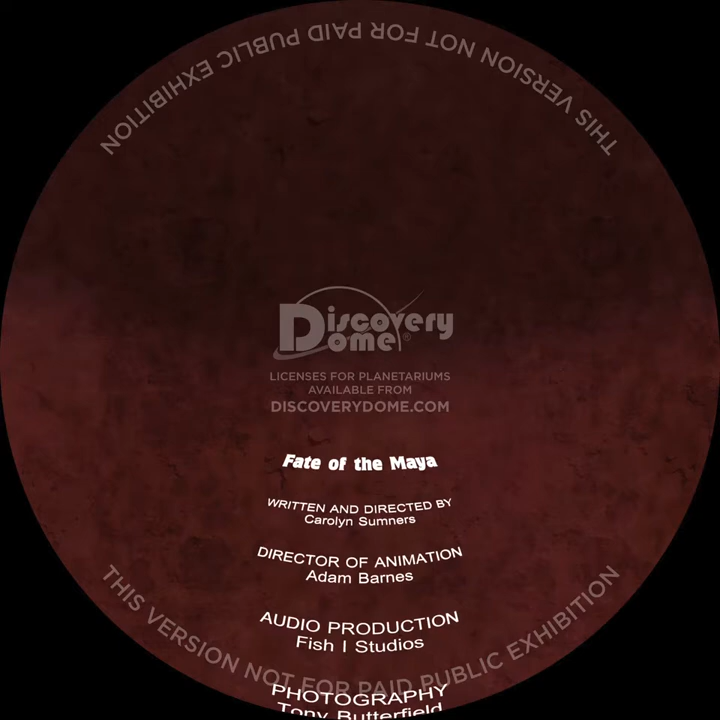 THIS VERSION NOT FOR PAID PUBLIC EXHIBITION
Discovery
Dome®
LICENSES FOR PLANETARIUMS
AVAILABLE FROM
DISCOVERYDOME.COM
Fate of the Maya
WRITTEN AND DIRECTED BY
Carolyn Sumners
DIRECTOR OF ANIMATION
Adam Barnes
AUDIO PRODUCTION
Fish I Studios
THIS VERSION NOT FOR PAID PUBLIC EXHIBITION
PHOTOGRAPHY
Tony Butterfield